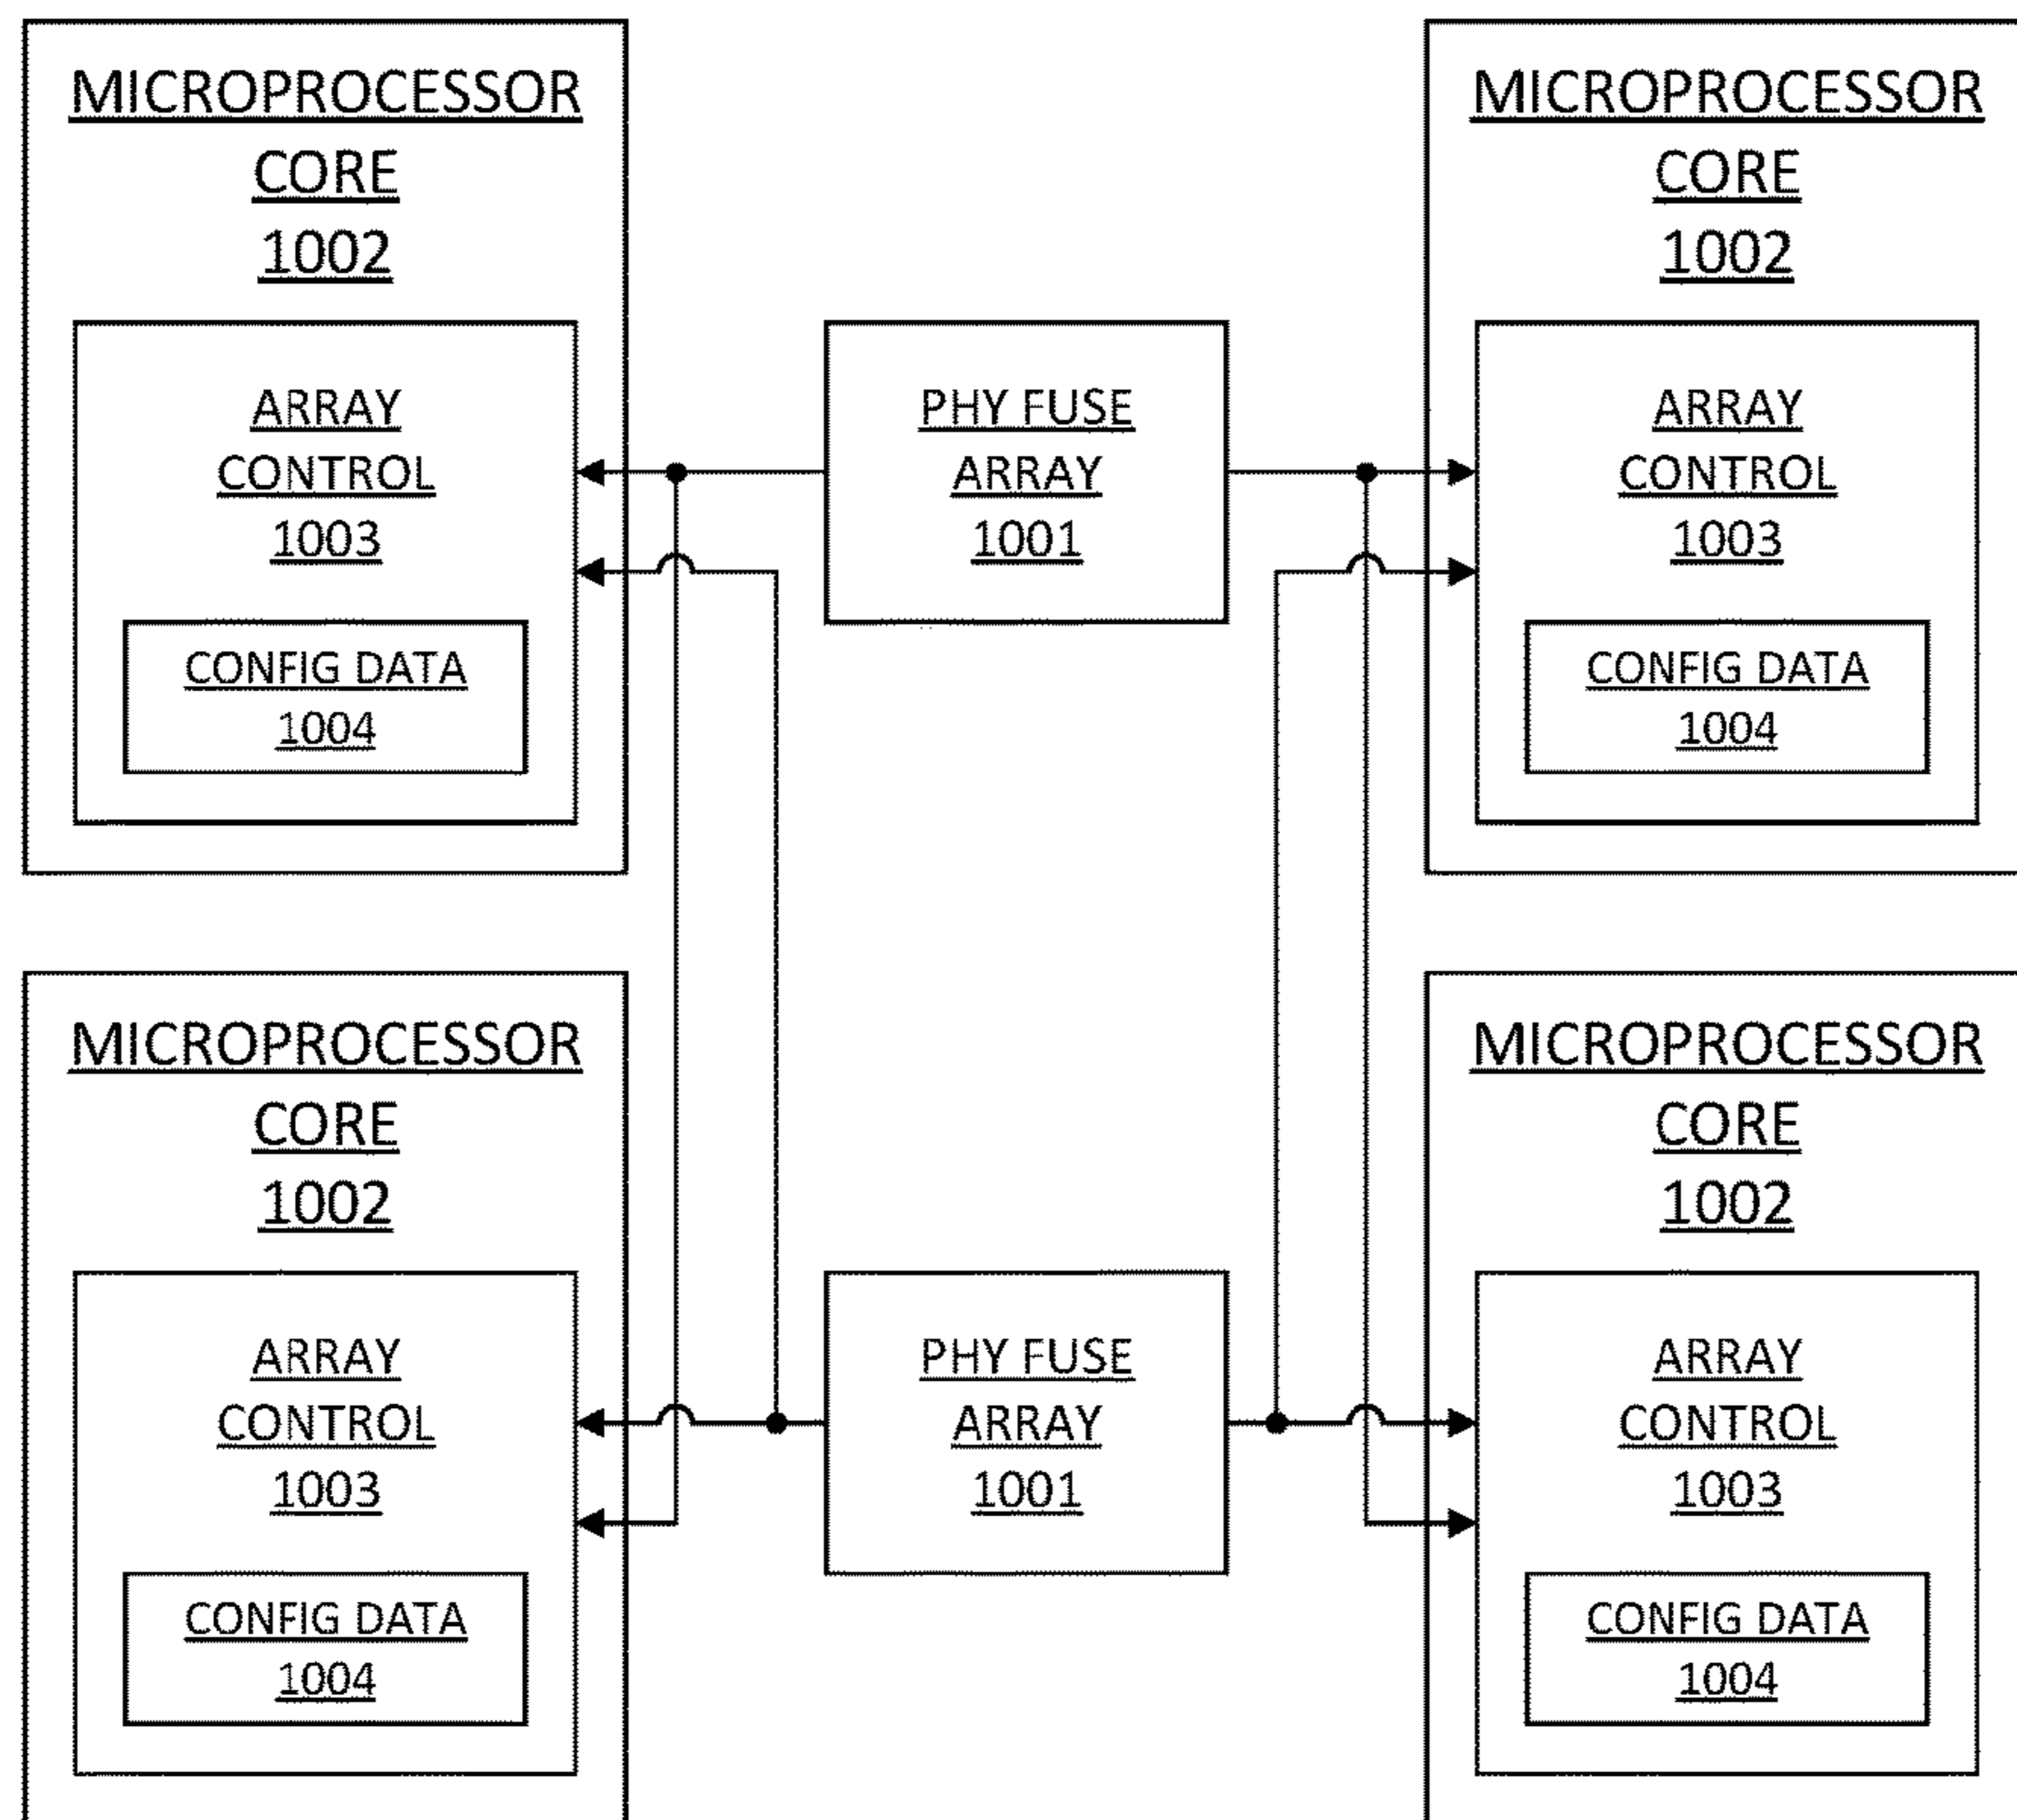 MICROPROCESSOR
CORE
1002
ARRAY
CONTROL
1003
CONFIG DATA
1004
PHY FUSE
ARRAY
1001
MICROPROCESSOR
CORE
1002
ARRAY
CONTROL
1003
CONFIG DATA
1004
MICROPROCESSOR
CORE
1002
ARRAY
CONTROL
1003
CONFIG DATA
1004
PHY FUSE
ARRAY
1001
MICROPROCESSOR
CORE
1002
ARRAY
CONTROL
1003
CONFIG DATA
1004